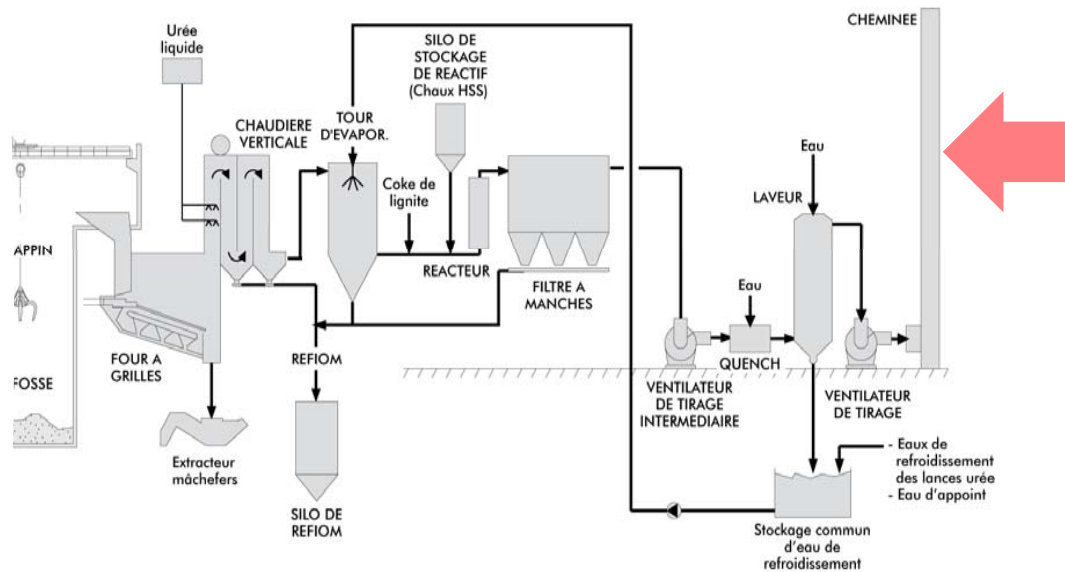 CHEMINEE
Urée
liquide
SILO DE
STOCKAGE
DE REACTIF
(Chaux HSS)
CHAUDIERE
VERTICALE
TOUR
D'EVAPOR.
Eau
Coke de
lignite
LAVEUR
APPIN
REACTEUR
FILTRE A
MANCHES
Eau
FOUR A
GRILLES
REFIOM
QUENCH
FOSSE
VENTILATEUR
DE TIRAGE
INTERMEDIAIRE
VENTILATEUR
DE TIRAGE
Extracteur
mâchefers
- Eaux de
refroidissement
des lances urée
- Eau d'appoint
SILO DE
REFIOM
Stockage commun
d'eau de
refroidissement